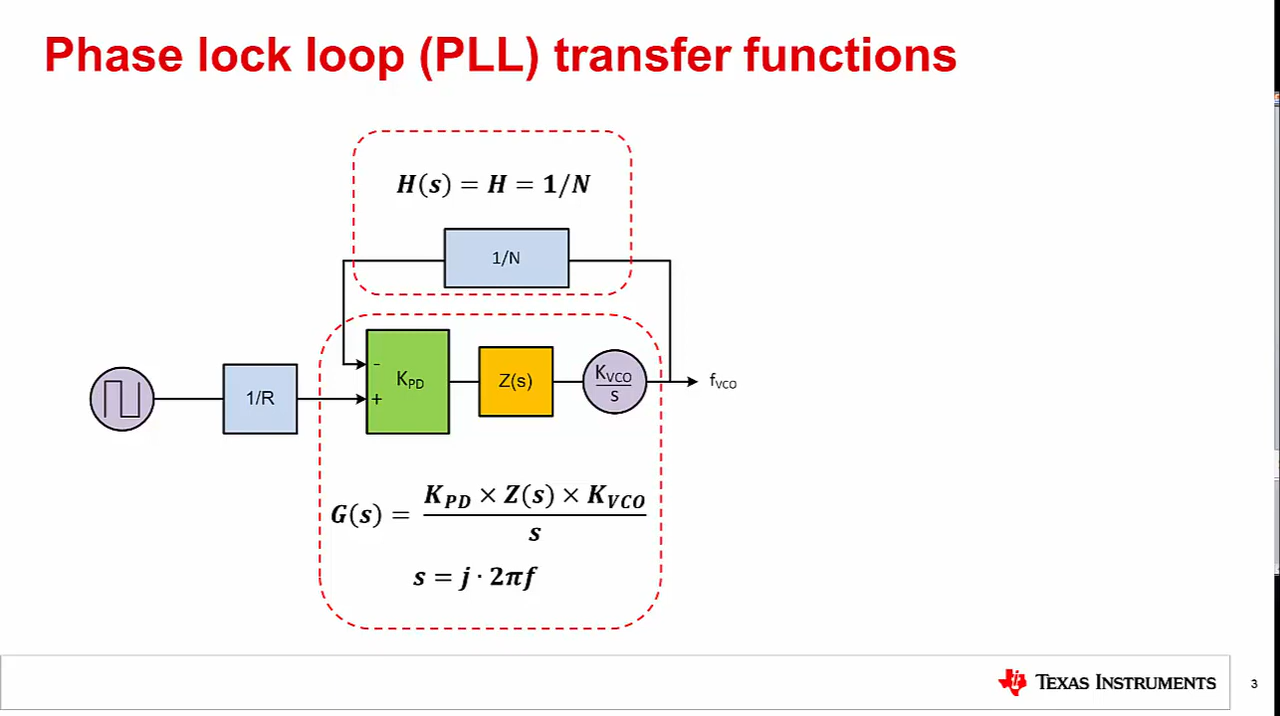 Phase lock loop (PLL) transfer functions
H(s) = H = 1/N
1/N
-
K_PD
+
Z(s)
K_VCO
s
f_VCO
1/R
G(s) = K_PD × Z(s) × K_VCO / s
s = j · 2πf
TEXAS INSTRUMENTS
3